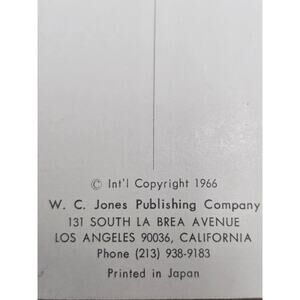 © Int'l Copyright 1966
W. C. Jones Publishing Company
131 SOUTH LA BREA AVENUE
LOS ANGELES 90036, CALIFORNIA
Phone (213) 938-9183
Printed in Japan